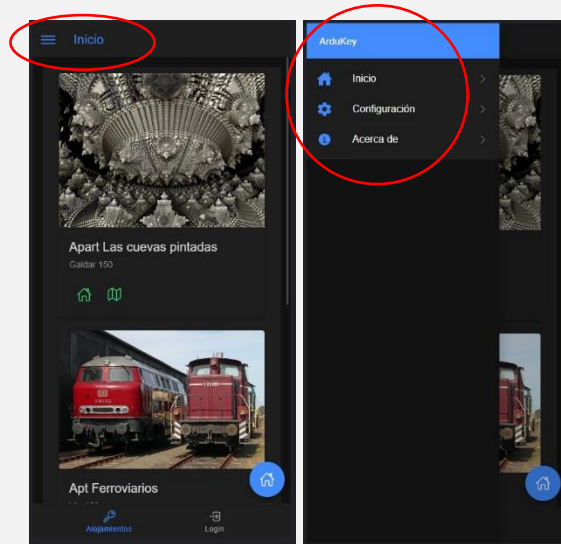 Inicio
Apart Las cuevas pintadas
Galdar 150
Apt Ferroviarios
Alojamientos
Login
ArduKey
Inicio
Configuración
Acerca de